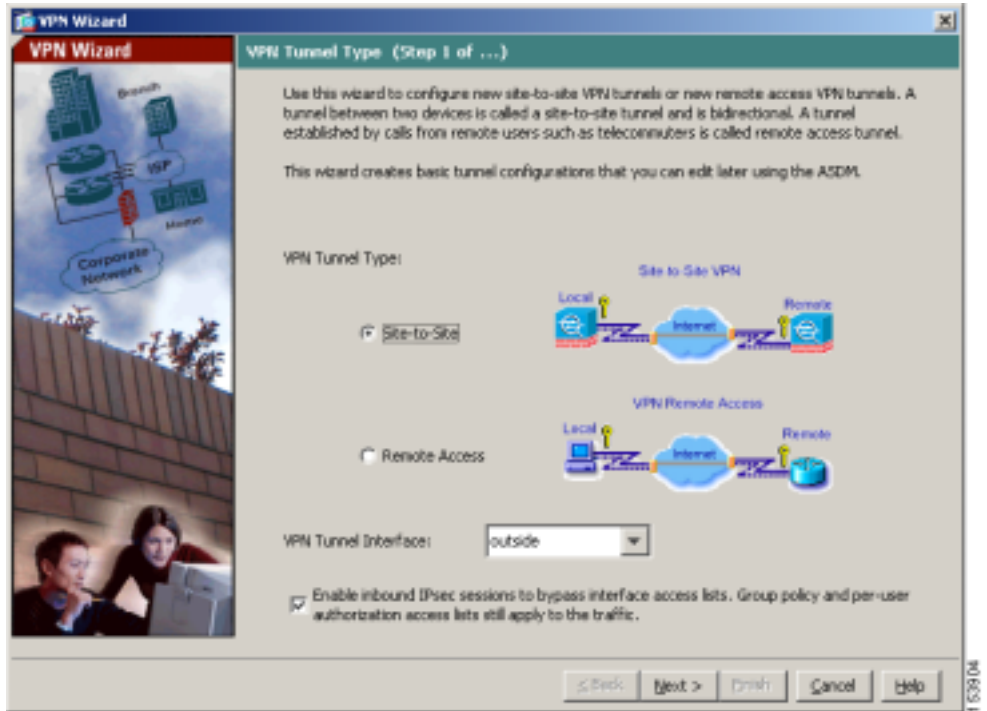 VPN Wizard
VPN Wizard
VPN Tunnel Type (Step 1 of ...)
Branch
ISP
Home
Corporate
Network
Use this wizard to configure new site-to-site VPN tunnels or new remote access VPN tunnels. A
tunnel between two devices is called a site-to-site tunnel and is bidirectional. A tunnel
established by calls from remote users such as telecommuters is called remote access tunnel.
This wizard creates basic tunnel configurations that you can edit later using the ASDM.
VPN Tunnel Type:
Site to Site VPN
Local
Remote
Internet
Site-to-Site
VPN Remote Access
Local
Remote
Internet
Remote Access
VPN Tunnel Interface:
outside
Enable inbound IPsec sessions to bypass interface access lists. Group policy and per-user
authorization access lists still apply to the traffic.
< Back
Next >
Finish
Cancel
Help
153904